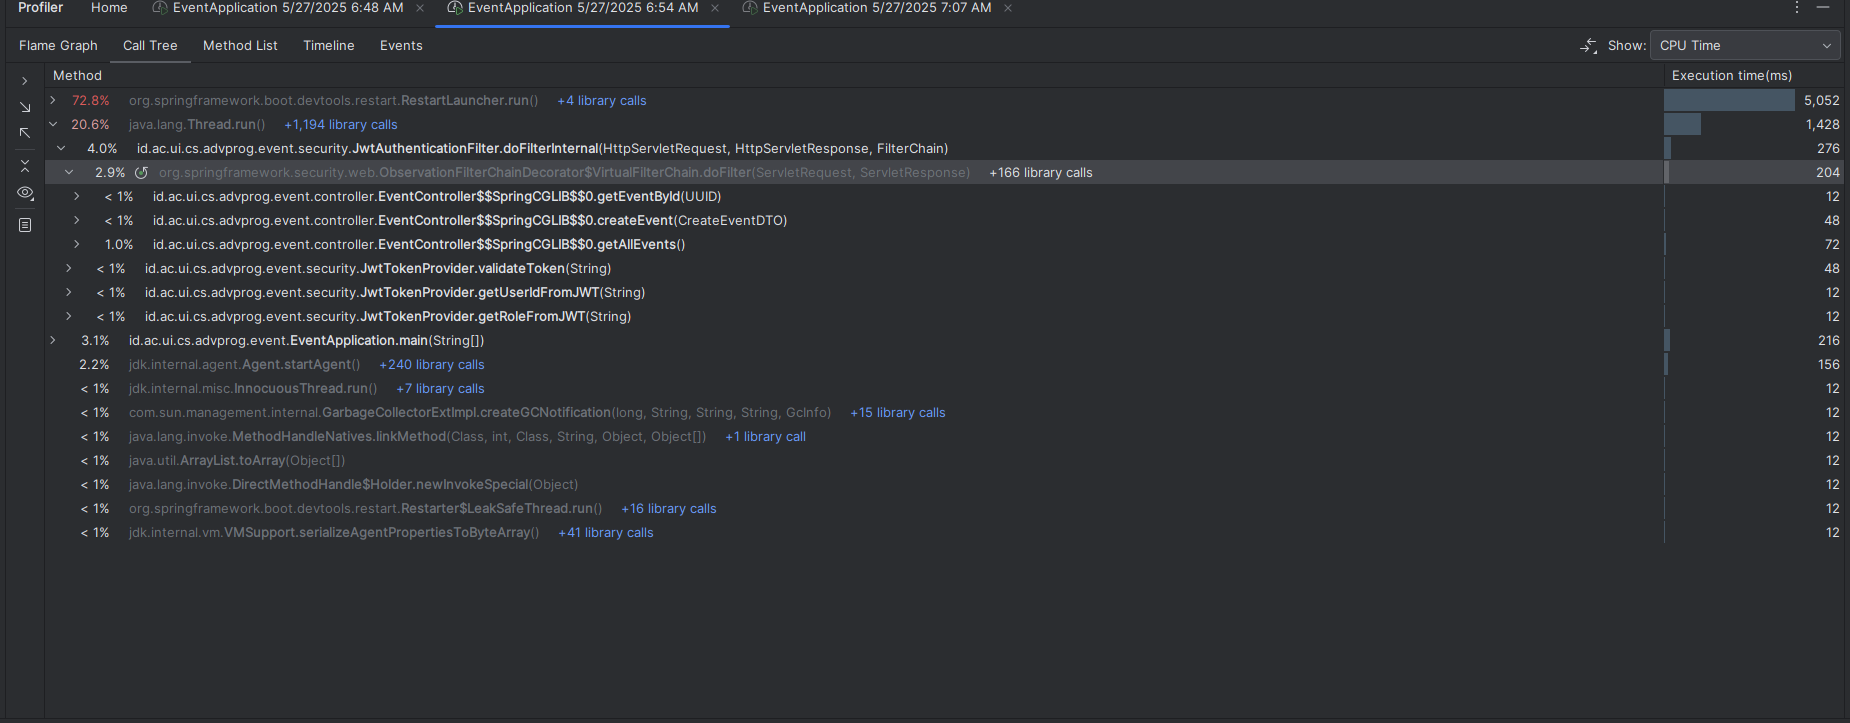 Profiler Home EventApplication 5/27/2025 6:48 AM × EventApplication 5/27/2025 6:54 AM × EventApplication 5/27/2025 7:07 AM ×
Flame Graph Call Tree Method List Timeline Events Show: CPU Time
Method Execution time(ms)
72.8% org.springframework.boot.devtools.restart.RestartLauncher.run() +4 library calls 5,052
20.6% java.lang.Thread.run() +1,194 library calls 1,428
4.0% id.ac.ui.cs.advprog.event.security.JwtAuthenticationFilter.doFilterInternal(HttpServletRequest, HttpServletResponse, FilterChain) 276
2.9% org.springframework.security.web.ObservationFilterChainDecorator$VirtualFilterChain.doFilter(ServletRequest, ServletResponse) +166 library calls 204
< 1% id.ac.ui.cs.advprog.event.controller.EventController$$SpringCGLIB$$0.getEventById(UUID) 12
< 1% id.ac.ui.cs.advprog.event.controller.EventController$$SpringCGLIB$$0.createEvent(CreateEventDTO) 48
1.0% id.ac.ui.cs.advprog.event.controller.EventController$$SpringCGLIB$$0.getAllEvents() 72
< 1% id.ac.ui.cs.advprog.event.security.JwtTokenProvider.validateToken(String) 48
< 1% id.ac.ui.cs.advprog.event.security.JwtTokenProvider.getUserIdFromJWT(String) 12
< 1% id.ac.ui.cs.advprog.event.security.JwtTokenProvider.getRoleFromJWT(String) 12
3.1% id.ac.ui.cs.advprog.event.EventApplication.main(String[]) 216
2.2% jdk.internal.agent.Agent.startAgent() +240 library calls 156
< 1% jdk.internal.misc.InnocuousThread.run() +7 library calls 12
< 1% com.sun.management.internal.GarbageCollectorExtImpl.createGCNotification(long, String, String, String, GcInfo) +15 library calls 12
< 1% java.lang.invoke.MethodHandleNatives.linkMethod(Class, int, Class, String, Object, Object[]) +1 library call 12
< 1% java.util.ArrayList.toArray(Object[]) 12
< 1% java.lang.invoke.DirectMethodHandle$Holder.newInvokeSpecial(Object) 12
< 1% org.springframework.boot.devtools.restart.Restarter$LeakSafeThread.run() +16 library calls 12
< 1% jdk.internal.vm.VMSupport.serializeAgentPropertiesToByteArray() +41 library calls 12